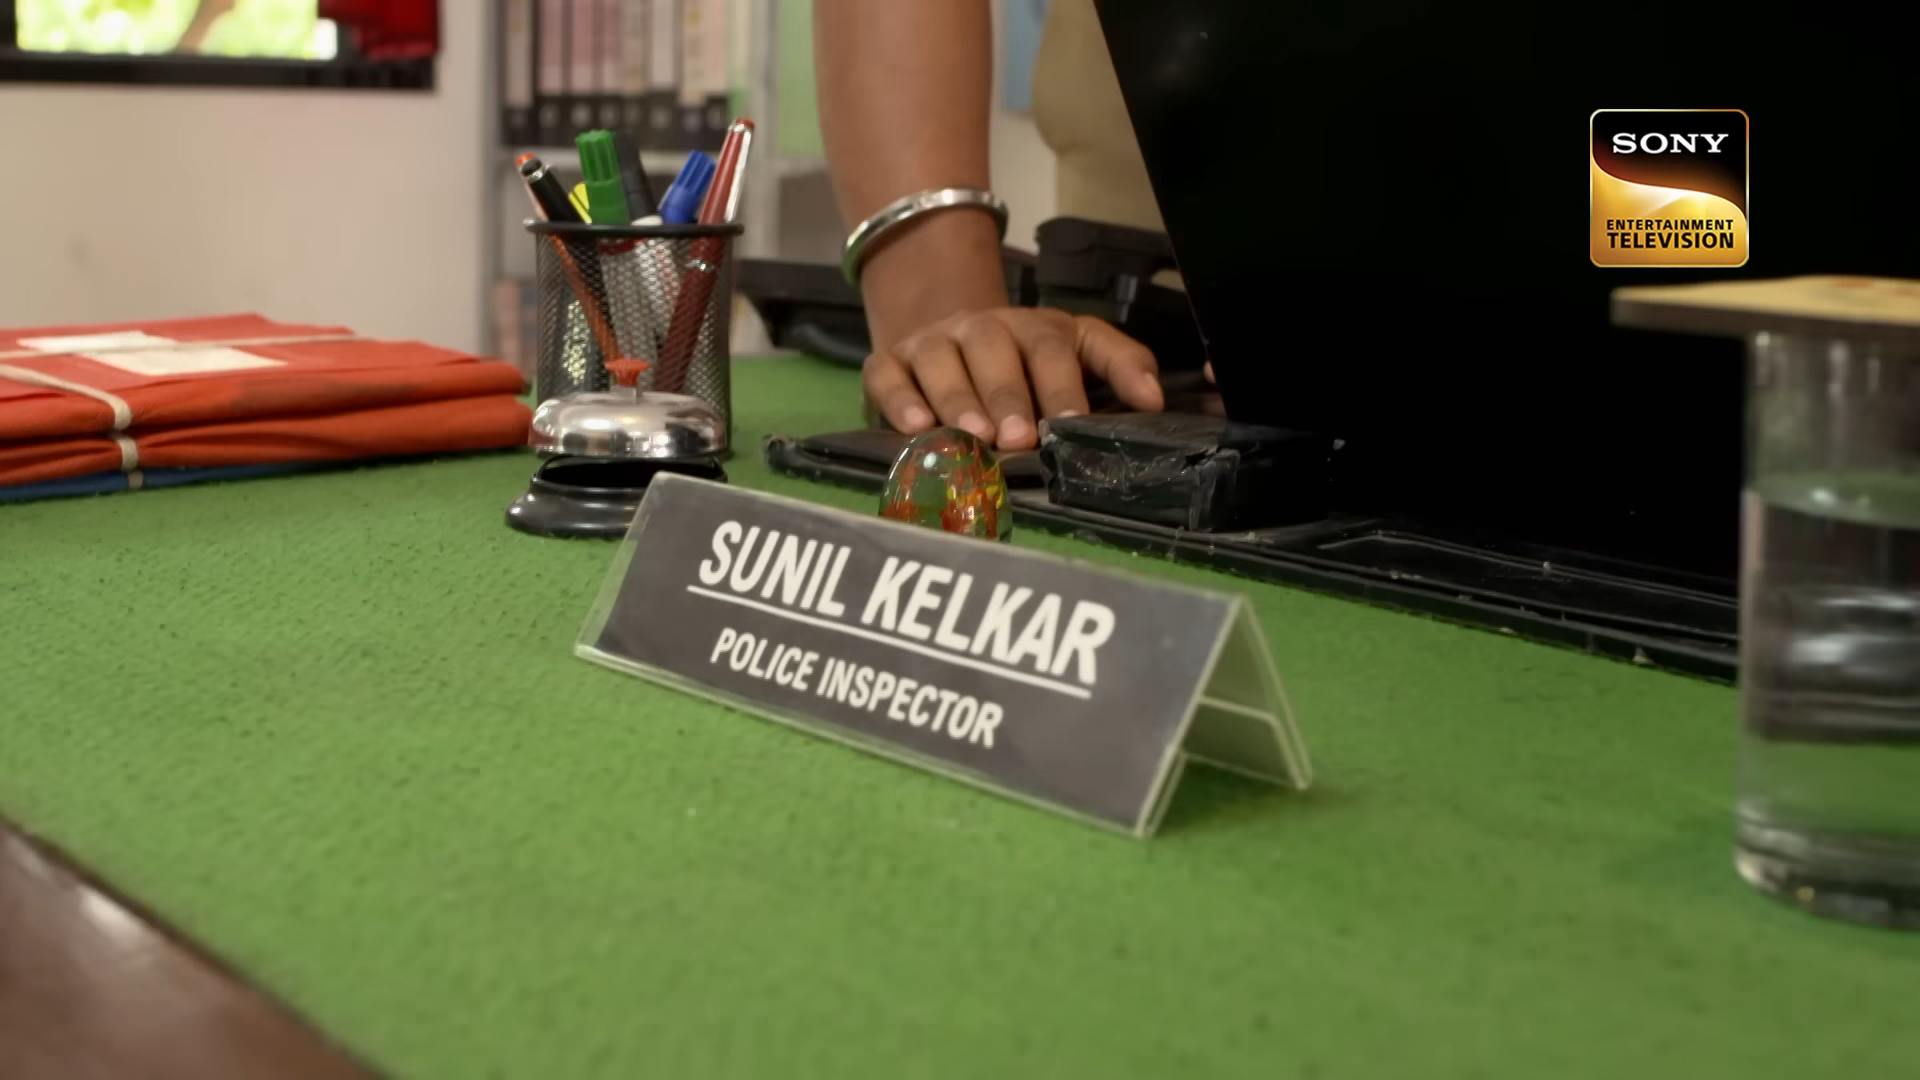 SONY
ENTERTAINMENT
TELEVISION
SUNIL KELKAR
POLICE INSPECTOR